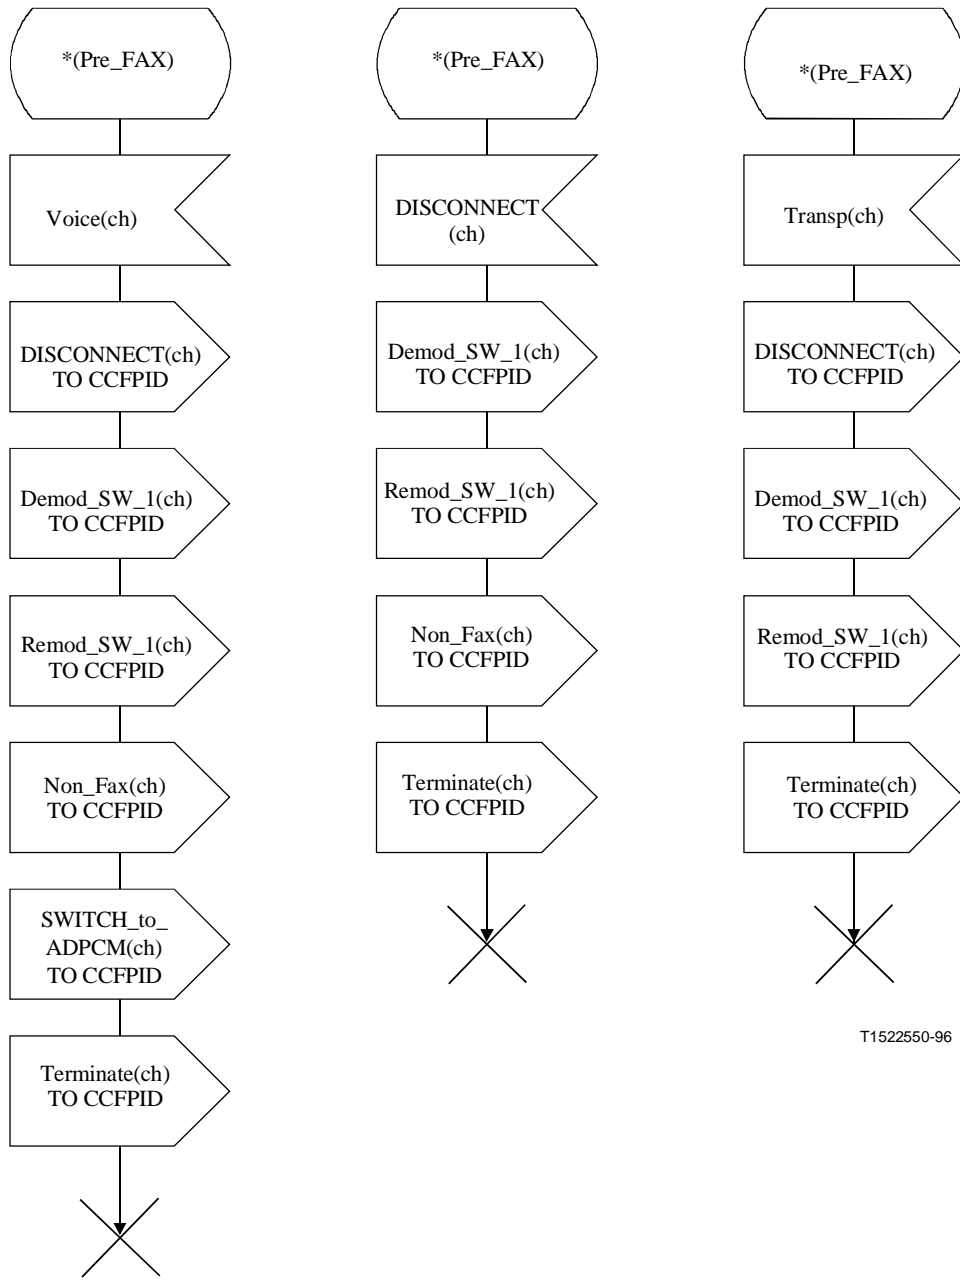 *(Pre_FAX)
Voice(ch)
DISCONNECT(ch)
TO CCFPID
Demod_SW_1(ch)
TO CCFPID
Remod_SW_1(ch)
TO CCFPID
Non_Fax(ch)
TO CCFPID
SWITCH_to_
ADPCM(ch)
TO CCFPID
Terminate(ch)
TO CCFPID
*(Pre_FAX)
DISCONNECT
(ch)
Demod_SW_1(ch)
TO CCFPID
Remod_SW_1(ch)
TO CCFPID
Non_Fax(ch)
TO CCFPID
Terminate(ch)
TO CCFPID
*(Pre_FAX)
Transp(ch)
DISCONNECT(ch)
TO CCFPID
Demod_SW_1(ch)
TO CCFPID
Remod_SW_1(ch)
TO CCFPID
Terminate(ch)
TO CCFPID
T1522550-96